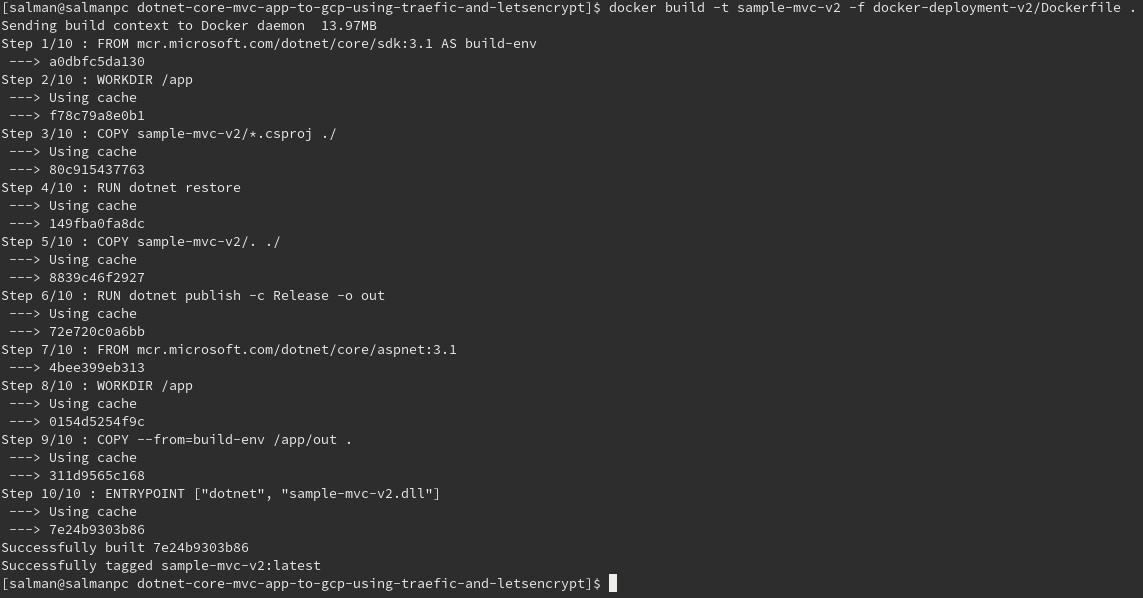 [salman@salmanpc dotnet-core-mvc-app-to-gcp-using-traefic-and-letsencrypt]$ docker build -t sample-mvc-v2 -f docker-deployment-v2/Dockerfile .
Sending build context to Docker daemon  13.97MB
Step 1/10 : FROM mcr.microsoft.com/dotnet/core/sdk:3.1 AS build-env
 ---> a0dbfc5da130
Step 2/10 : WORKDIR /app
 ---> Using cache
 ---> f78c79a8e0b1
Step 3/10 : COPY sample-mvc-v2/*.csproj ./
 ---> Using cache
 ---> 80c915437763
Step 4/10 : RUN dotnet restore
 ---> Using cache
 ---> 149fba0fa8dc
Step 5/10 : COPY sample-mvc-v2/. ./
 ---> Using cache
 ---> 8839c46f2927
Step 6/10 : RUN dotnet publish -c Release -o out
 ---> Using cache
 ---> 72e720c0a6bb
Step 7/10 : FROM mcr.microsoft.com/dotnet/core/aspnet:3.1
 ---> 4bee399eb313
Step 8/10 : WORKDIR /app
 ---> Using cache
 ---> 0154d5254f9c
Step 9/10 : COPY --from=build-env /app/out .
 ---> Using cache
 ---> 311d9565c168
Step 10/10 : ENTRYPOINT ["dotnet", "sample-mvc-v2.dll"]
 ---> Using cache
 ---> 7e24b9303b86
Successfully built 7e24b9303b86
Successfully tagged sample-mvc-v2:latest
[salman@salmanpc dotnet-core-mvc-app-to-gcp-using-traefic-and-letsencrypt]$